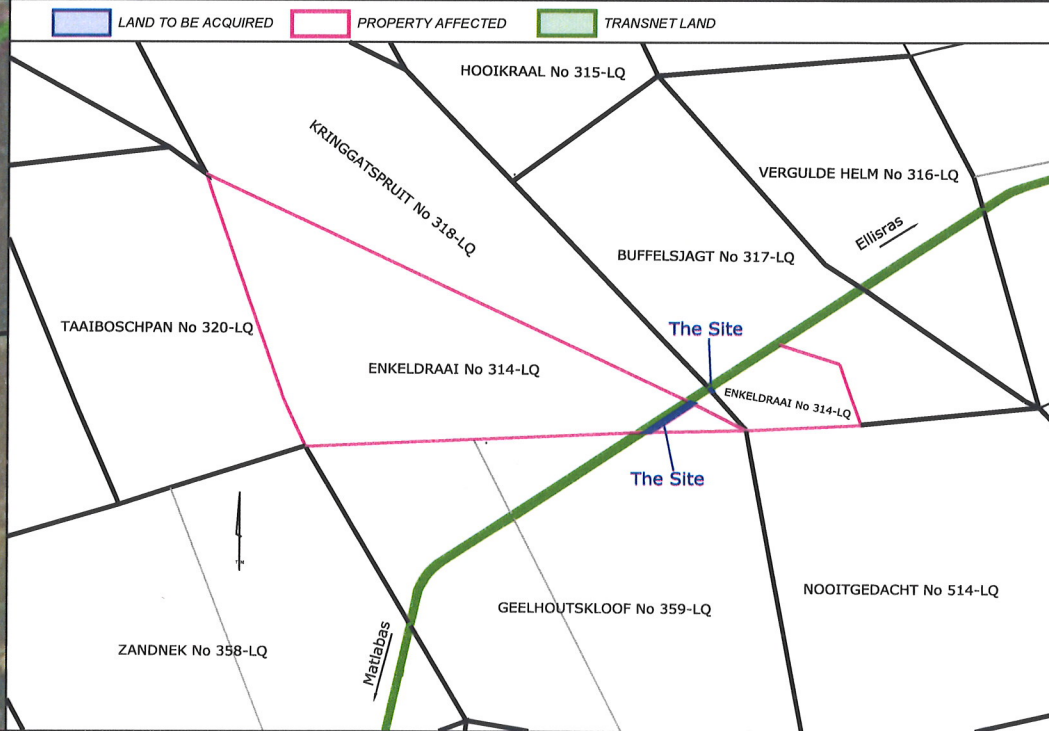 LAND TO BE ACQUIRED
PROPERTY AFFECTED
TRANSNET LAND
HOOIKRAAL No 315-LQ
KRINGGATSPRUIT No 318-LQ
VERGULDE HELM No 316-LQ
Ellisras
BUFFELSJAGT No 317-LQ
TAAIBOSCHPAN No 320-LQ
The Site
ENKELDRAAI No 314-LQ
ENKELDRAAI No 314-LQ
The Site
NOOITGEDACHT No 514-LQ
GEELHOUTSKLOOF No 359-LQ
ZANDNEK No 358-LQ
Matlabas